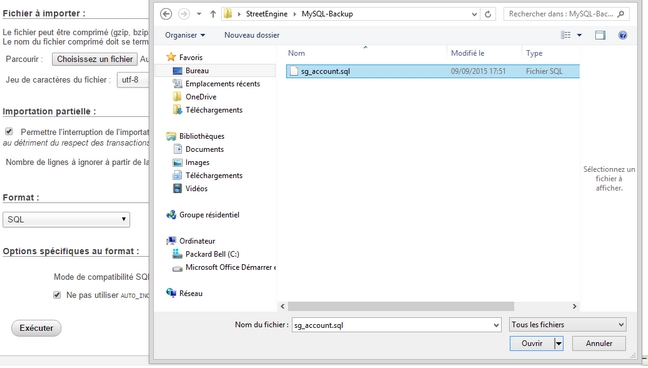 Fichier à importer :
Le fichier peut être comprimé (gzip, bzip
Le nom du fichier comprimé doit se term
Parcourir : Choisissez un fichier Au
Jeu de caractères du fichier : utf-8
Importation partielle :
Permettre l'interruption de l'importat
au détriment du respect des transactions
Nombre de lignes à ignorer à partir de la
Format :
SQL
Options spécifiques au format :
Mode de compatibilité SQL
Ne pas utiliser AUTO_INC
Exécuter
StreetEngine MySQL-Backup
Rechercher dans : MySQL-Bac...
Organiser Nouveau dossier
Favoris
Bureau
Emplacements récents
OneDrive
Téléchargements
Bibliothèques
Documents
Images
Téléchargements
Vidéos
Groupe résidentiel
Ordinateur
Packard Bell (C:)
Microsoft Office Démarrer e
Réseau
Nom Modifié le Type
sg_account.sql 09/09/2015 17:51 Fichier SQL
Sélectionnez un
fichier à
afficher.
Nom du fichier : sg_account.sql Tous les fichiers
Ouvrir Annuler